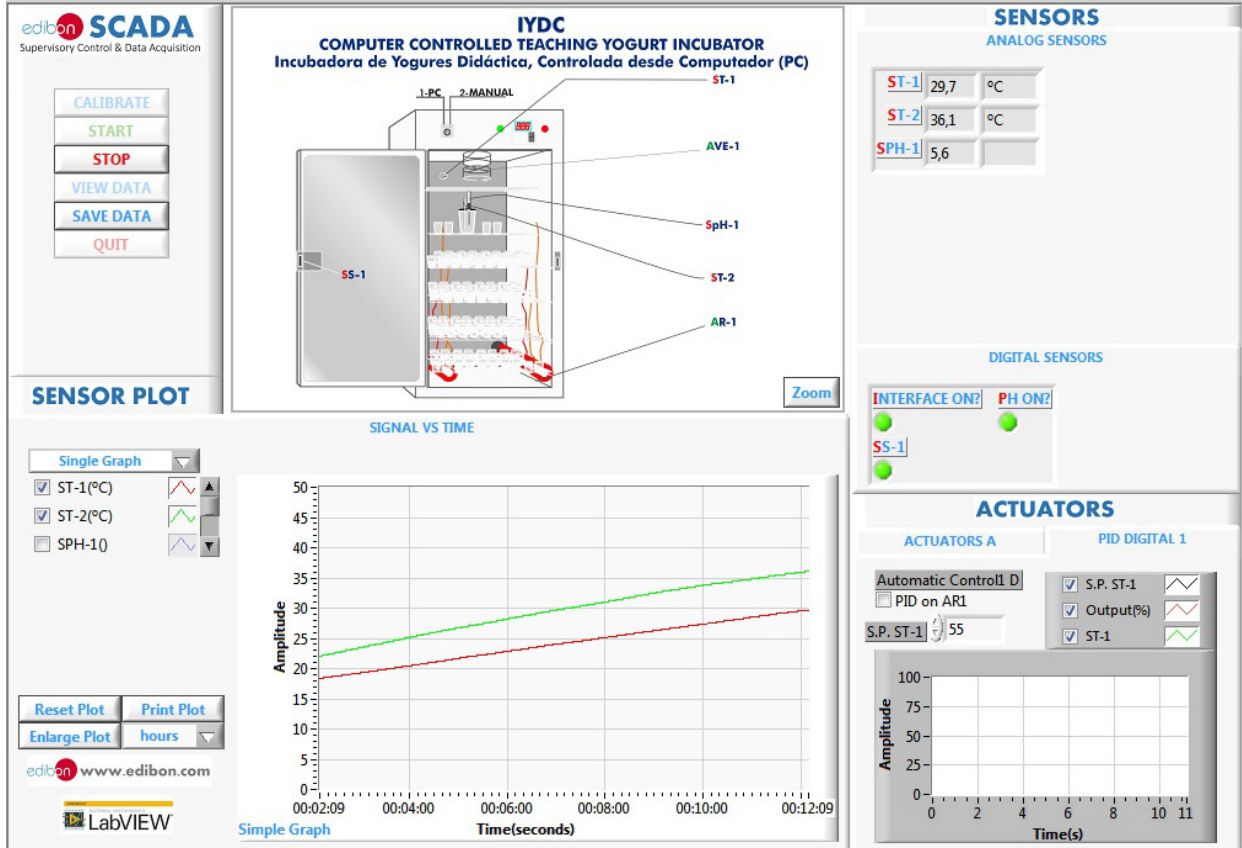 edibon SCADA
Supervisory Control & Data Acquisition
CALIBRATE
START
STOP
VIEW DATA
SAVE DATA
QUIT
IYDC
COMPUTER CONTROLLED TEACHING YOGURT INCUBATOR
Incubadora de Yogures Didáctica, Controlada desde Computador (PC)
1-PC 2-MANUAL
ST-1
AVE-1
SpH-1
ST-2
AR-1
SS-1
Zoom
SENSORS
ANALOG SENSORS
ST-1 29,7 ºC
ST-2 36,1 ºC
SPH-1 5,6
DIGITAL SENSORS
INTERFACE ON? PH ON?
SS-1
SENSOR PLOT
SIGNAL VS TIME
Single Graph
ST-1(ºC)
ST-2(ºC)
SPH-1()
Reset Plot Print Plot
Enlarge Plot hours
edibon www.edibon.com
LabVIEW
Amplitude
50
45
40
35
30
25
20
15
10
5
0
00:02:09 00:04:00 00:06:00 00:08:00 00:10:00 00:12:09
Simple Graph Time(seconds)
ACTUATORS
ACTUATORS A PID DIGITAL 1
Automatic Control1 D
PID on AR1
S.P. ST-1 55
S.P. ST-1
Output(%)
ST-1
Amplitude
100
75
50
25
0
0 2 4 6 8 10 11
Time(s)